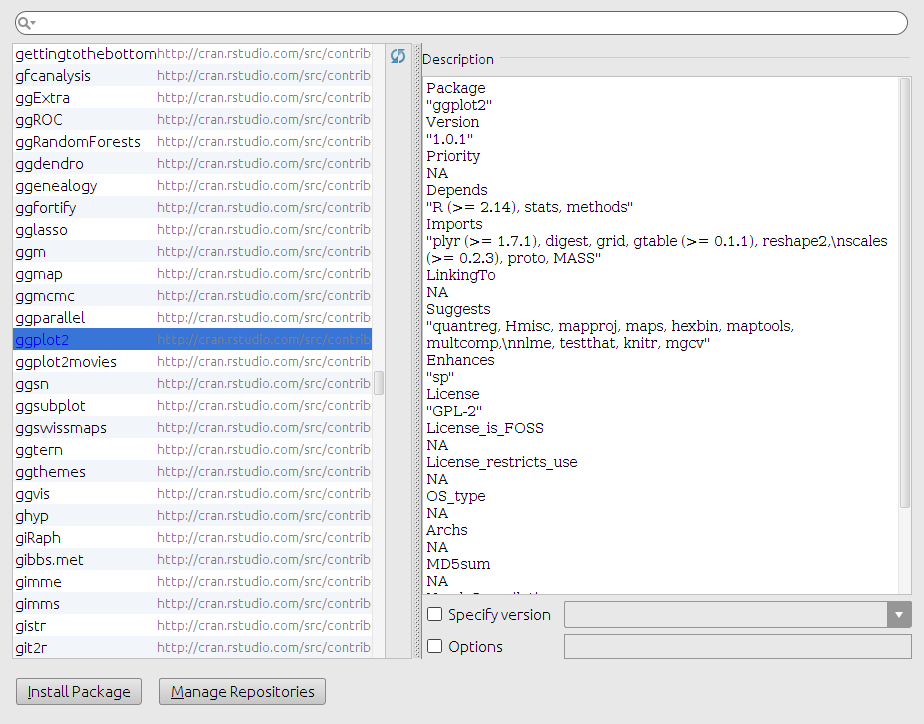 gettingtothebottom http://cran.rstudio.com/src/contrib
gfcanalysis http://cran.rstudio.com/src/contrib
ggExtra http://cran.rstudio.com/src/contrib
ggROC http://cran.rstudio.com/src/contrib
ggRandomForests http://cran.rstudio.com/src/contrib
ggdendro http://cran.rstudio.com/src/contrib
ggenealogy http://cran.rstudio.com/src/contrib
ggfortify http://cran.rstudio.com/src/contrib
gglasso http://cran.rstudio.com/src/contrib
ggm http://cran.rstudio.com/src/contrib
ggmap http://cran.rstudio.com/src/contrib
ggmcmc http://cran.rstudio.com/src/contrib
ggparallel http://cran.rstudio.com/src/contrib
ggplot2 http://cran.rstudio.com/src/contrib
ggplot2movies http://cran.rstudio.com/src/contrib
ggsn http://cran.rstudio.com/src/contrib
ggsubplot http://cran.rstudio.com/src/contrib
ggswissmaps http://cran.rstudio.com/src/contrib
ggtern http://cran.rstudio.com/src/contrib
ggthemes http://cran.rstudio.com/src/contrib
ggvis http://cran.rstudio.com/src/contrib
ghyp http://cran.rstudio.com/src/contrib
giRaph http://cran.rstudio.com/src/contrib
gibbs.met http://cran.rstudio.com/src/contrib
gimme http://cran.rstudio.com/src/contrib
gimms http://cran.rstudio.com/src/contrib
gistr http://cran.rstudio.com/src/contrib
git2r http://cran.rstudio.com/src/contrib
Description
Package
"ggplot2"
Version
"1.0.1"
Priority
NA
Depends
"R (>= 2.14), stats, methods"
Imports
"plyr (>= 1.7.1), digest, grid, gtable (>= 0.1.1), reshape2,\nscales
(>= 0.2.3), proto, MASS"
LinkingTo
NA
Suggests
"quantreg, Hmisc, mapproj, maps, hexbin, maptools,
multcomp,\nnlme, testthat, knitr, mgcv"
Enhances
"sp"
License
"GPL-2"
License_is_FOSS
NA
License_restricts_use
NA
OS_type
NA
Archs
NA
MD5sum
NA
Specify version
Options
Install Package
Manage Repositories